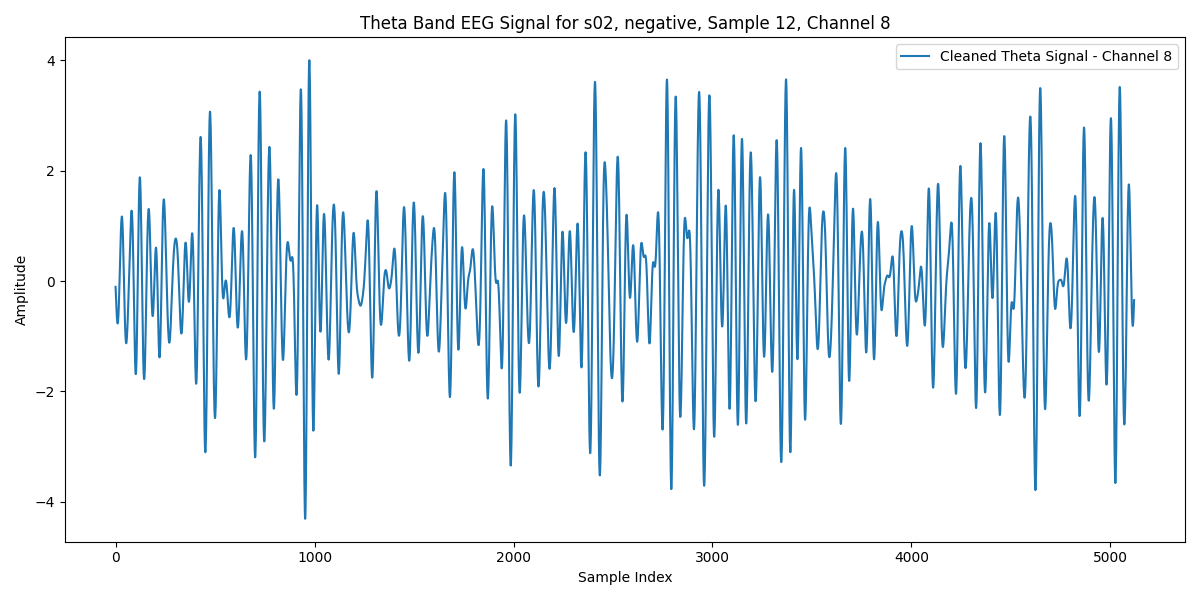 Theta Band EEG Signal for s02, negative, Sample 12, Channel 8
Cleaned Theta Signal - Channel 8
Amplitude
4
2
0
−2
−4
0 1000 2000 3000 4000 5000
Sample Index